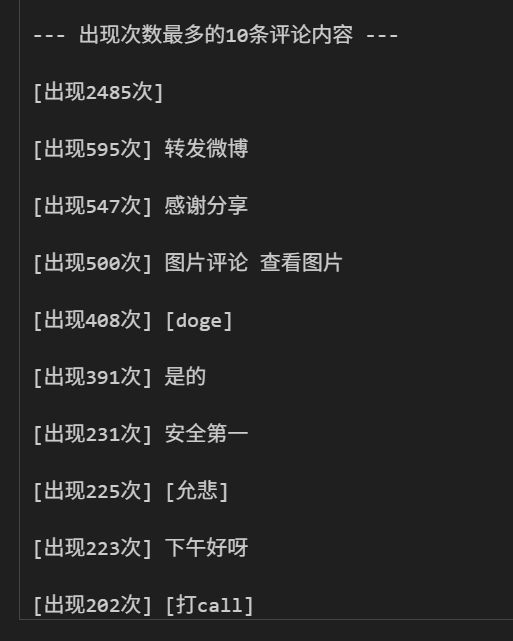 --- 出现次数最多的10条评论内容 ---
[出现2485次]
[出现595次] 转发微博
[出现547次] 感谢分享
[出现500次] 图片评论 查看图片
[出现408次] [doge]
[出现391次] 是的
[出现231次] 安全第一
[出现225次] [允悲]
[出现223次] 下午好呀
[出现202次] [打call]